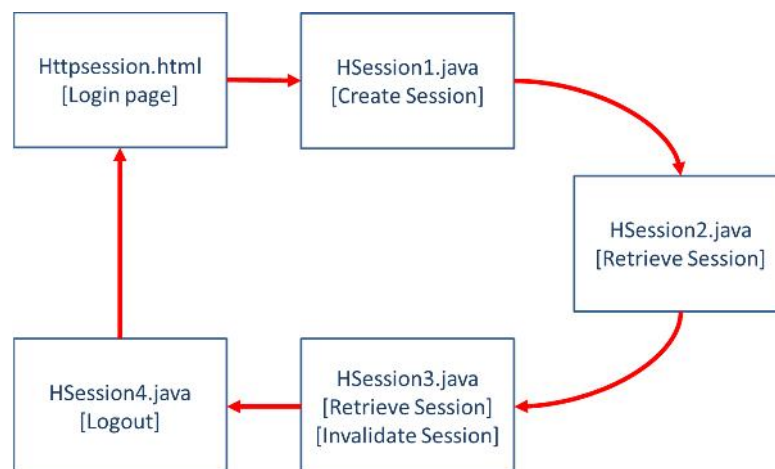 Httpsession.html
[Login page]
HSession1.java
[Create Session]
HSession2.java
[Retrieve Session]
HSession3.java
[Retrieve Session]
[Invalidate Session]
HSession4.java
[Logout]